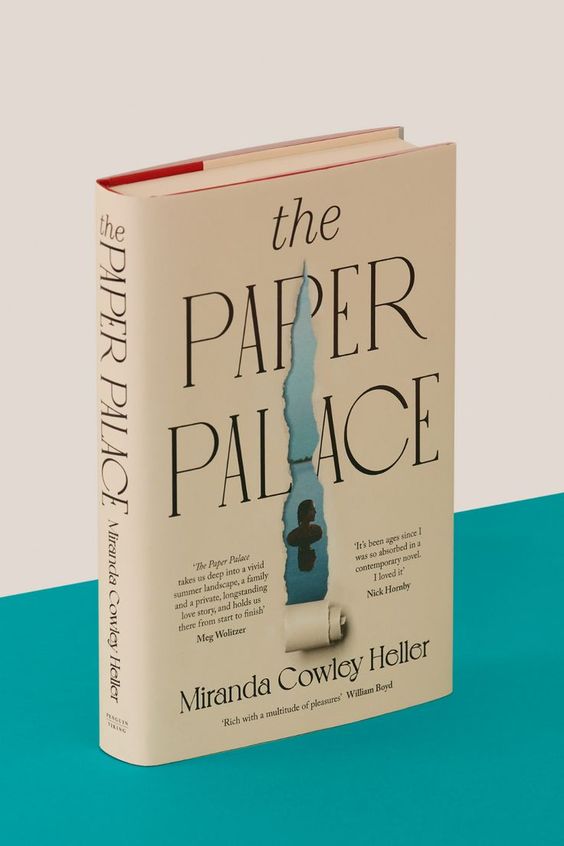 the
PAPER
PALACE
'The Paper Palace
takes us deep into a vivid
summer landscape, a family
and a private, longstanding
love story, and holds us
there from start to finish'
Meg Wolitzer
'It's been ages since I
was so absorbed in a
contemporary novel.
I loved it'
Nick Hornby
Miranda Cowley Heller
'Rich with a multitude of pleasures' William Boyd
the PAPER PALACE Miranda Cowley Heller
PENGUIN
VIKING